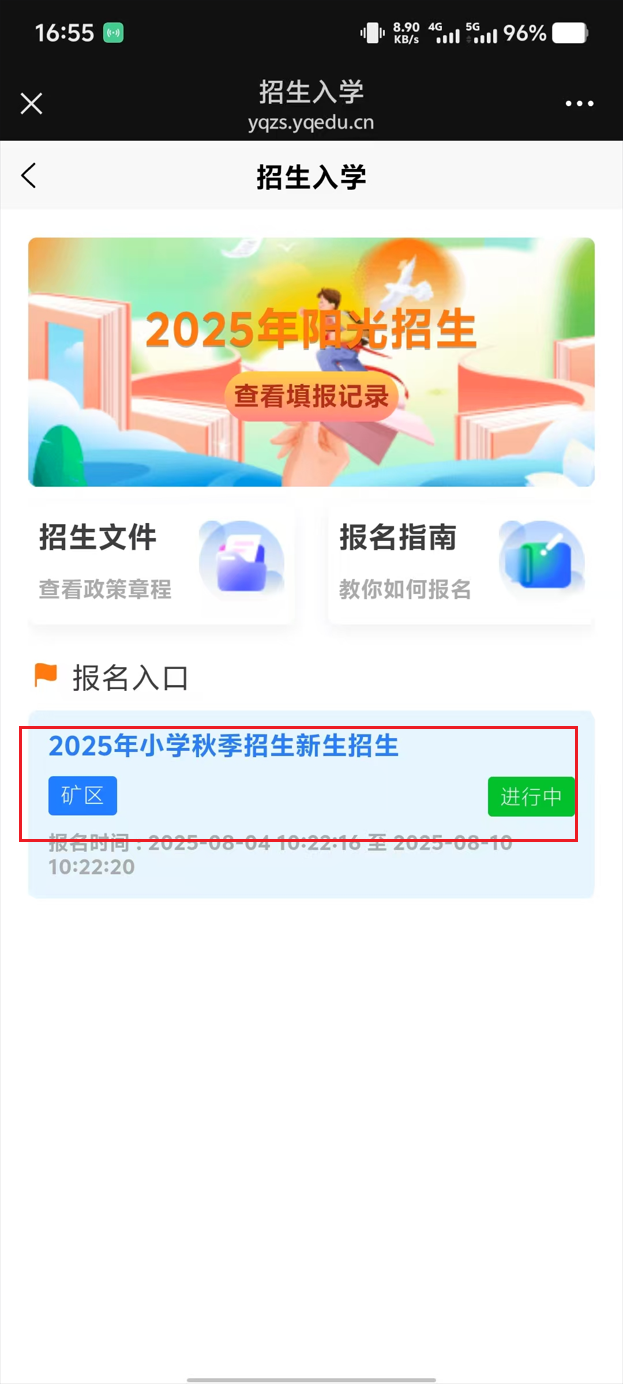 16:55
8.90 KB/s 4G 5G 96%
招生入学
yqzs.yqedu.cn
招生入学
2025年阳光招生
查看填报记录
招生文件
查看政策章程
报名指南
教你如何报名
报名入口
2025年小学秋季招生新生招生
矿区
进行中
报名时间：2025-08-04 10:22:16 至 2025-08-10
10:22:20